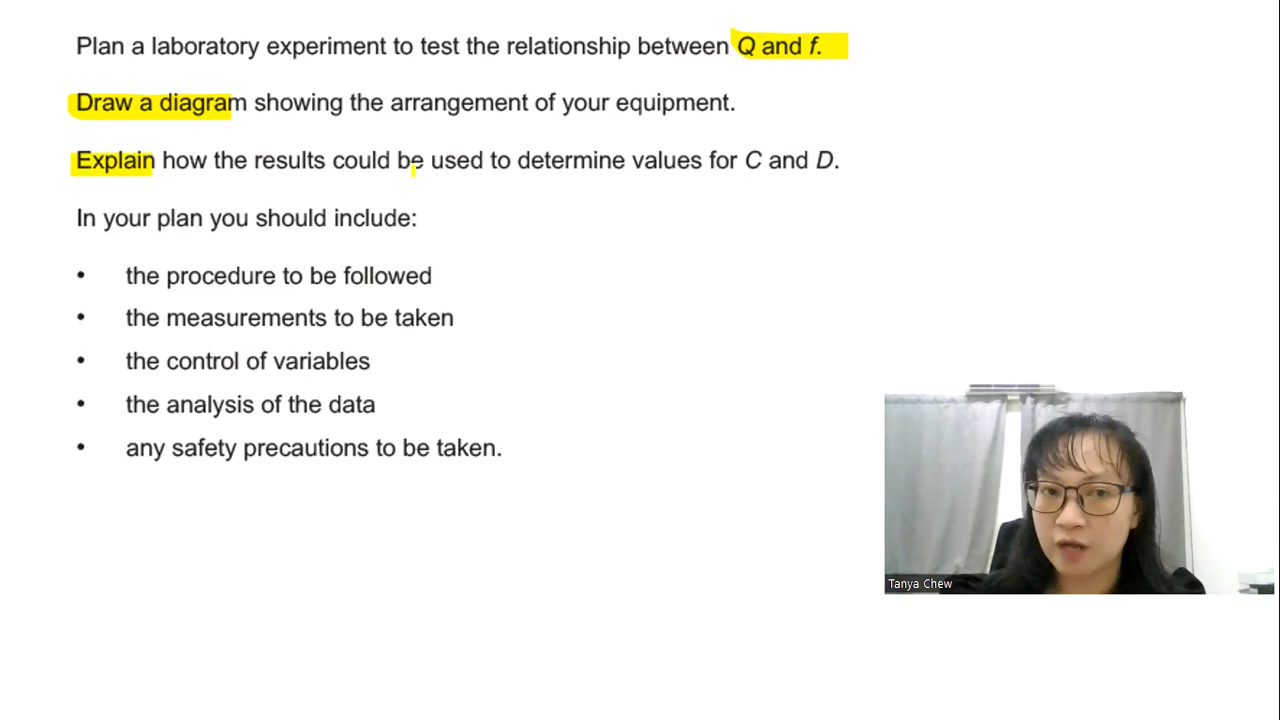 Plan a laboratory experiment to test the relationship between Q and f.
Draw a diagram showing the arrangement of your equipment.
Explain how the results could be used to determine values for C and D.
In your plan you should include:
• the procedure to be followed
• the measurements to be taken
• the control of variables
• the analysis of the data
• any safety precautions to be taken.
Tanya Chew